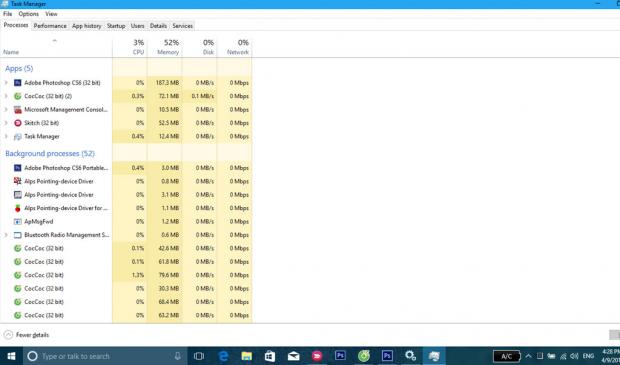 Task Manager
File Options View
Processes Performance App history Startup Users Details Services
3% 52% 0% 0%
Name CPU Memory Disk Network
Apps (5)
Adobe Photoshop CS6 (32 bit) 0% 187.3 MB 0 MB/s 0 Mbps
CocCoc (32 bit) (2) 0.3% 72.1 MB 0.1 MB/s 0 Mbps
Microsoft Management Consol... 0% 10.5 MB 0 MB/s 0 Mbps
Skitch (32 bit) 0% 52.5 MB 0 MB/s 0 Mbps
Task Manager 0.4% 12.4 MB 0 MB/s 0 Mbps
Background processes (52)
Adobe Photoshop CS6 Portable... 0.4% 3.0 MB 0 MB/s 0 Mbps
Alps Pointing-device Driver 0% 0.8 MB 0 MB/s 0 Mbps
Alps Pointing-device Driver 0% 3.1 MB 0 MB/s 0 Mbps
Alps Pointing-device Driver for ... 0% 1.1 MB 0 MB/s 0 Mbps
ApMsgFwd 0% 1.2 MB 0 MB/s 0 Mbps
Bluetooth Radio Management S... 0% 0.6 MB 0 MB/s 0 Mbps
CocCoc (32 bit) 0.1% 42.6 MB 0 MB/s 0 Mbps
CocCoc (32 bit) 0.1% 61.8 MB 0 MB/s 0 Mbps
CocCoc (32 bit) 1.3% 79.6 MB 0 MB/s 0 Mbps
CocCoc (32 bit) 0% 30.3 MB 0 MB/s 0 Mbps
CocCoc (32 bit) 0% 68.4 MB 0 MB/s 0 Mbps
CocCoc (32 bit) 0% 63.2 MB 0 MB/s 0 Mbps
Fewer details
Type or talk to search Ps Ps A/C ENG 4:28 PM
4/9/201